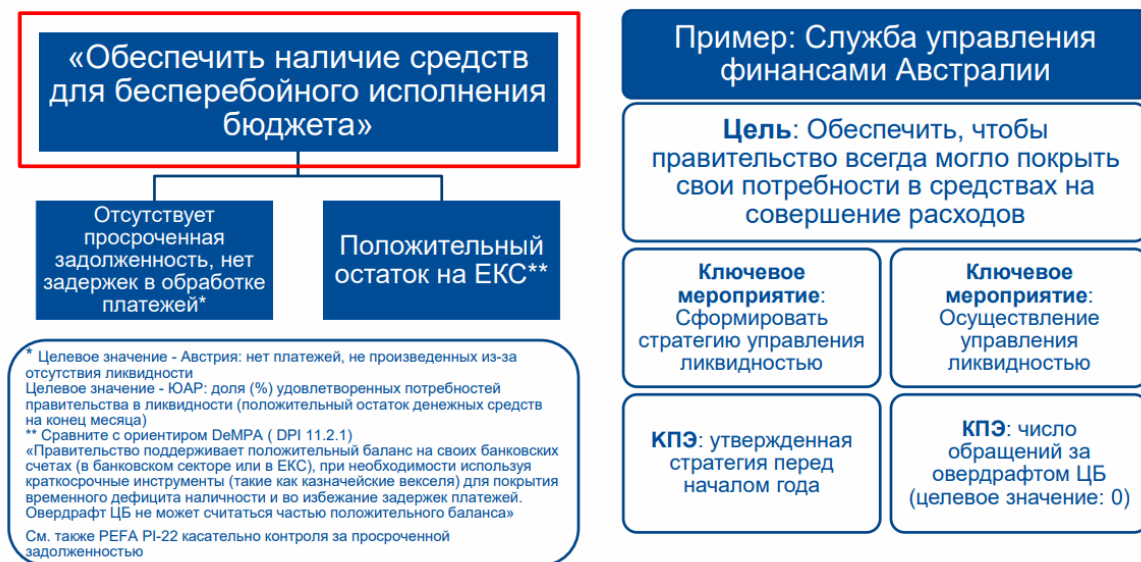 «Обеспечить наличие средств
для бесперебойного исполнения
бюджета»
Отсутствует
просроченная
задолженность, нет
задержек в обработке
платежей*
Положительный
остаток на ЕКС**
* Целевое значение - Австрия: нет платежей, не произведенных из-за
отсутствия ликвидности
Целевое значение - ЮАР: доля (%) удовлетворенных потребностей
правительства в ликвидности (положительный остаток денежных средств
на конец месяца)
** Сравните с ориентиром DeMPA ( DPI 11.2.1)
«Правительство поддерживает положительный баланс на своих банковских
счетах (в банковском секторе или в ЕКС), при необходимости используя
краткосрочные инструменты (такие как казначейские векселя) для покрытия
временного дефицита наличности и во избежание задержек платежей.
Овердрафт ЦБ не может считаться частью положительного баланса»
См. также PEFA PI-22 касательно контроля за просроченной
задолженностью
Пример: Служба управления
финансами Австралии
Цель: Обеспечить, чтобы
правительство всегда могло покрыть
свои потребности в средствах на
совершение расходов
Ключевое
мероприятие:
Сформировать
стратегию управления
ликвидностью
Ключевое
мероприятие:
Осуществление
управления
ликвидностью
КПЭ: утвержденная
стратегия перед
началом года
КПЭ: число
обращений за
овердрафтом ЦБ
(целевое значение: 0)